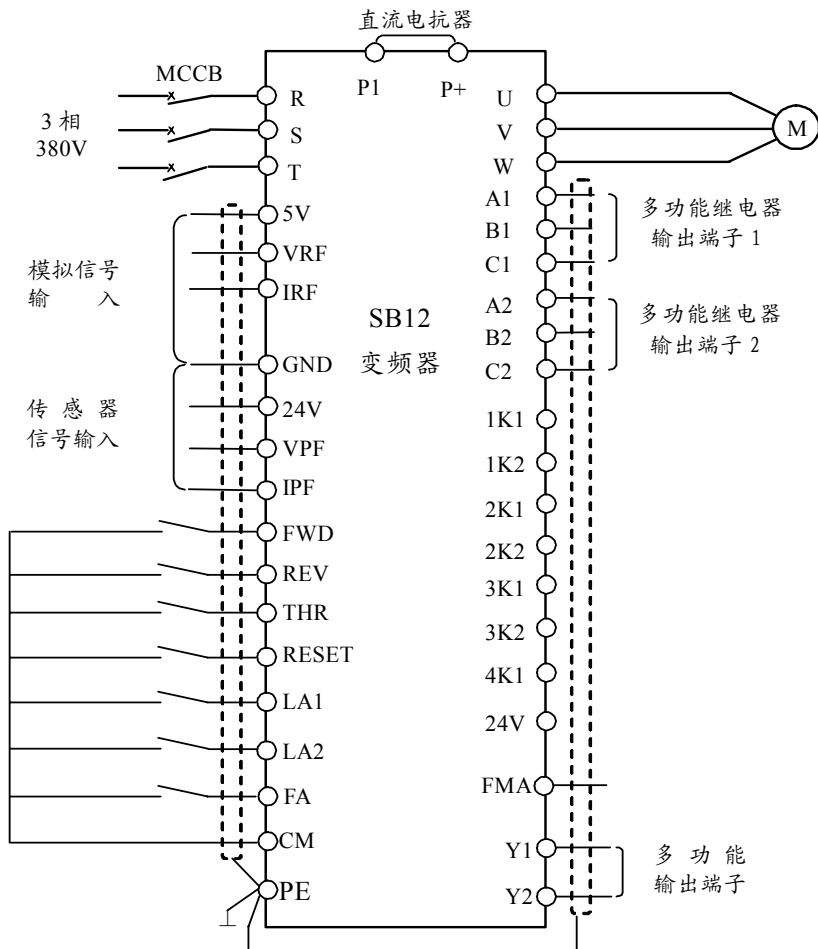 直流电抗器
P1
P+
MCCB
3 相
380V
R
S
T
5V
VRF
IRF
模拟信号
输 入
GND
24V
VPF
IPF
传 感 器
信号输入
FWD
REV
THR
RESET
LA1
LA2
FA
CM
PE
SB12
变频器
U
V
W
M
A1
B1
C1
多功能继电器
输出端子 1
A2
B2
C2
多功能继电器
输出端子 2
1K1
1K2
2K1
2K2
3K1
3K2
4K1
24V
FMA
Y1
Y2
多 功 能
输出端子